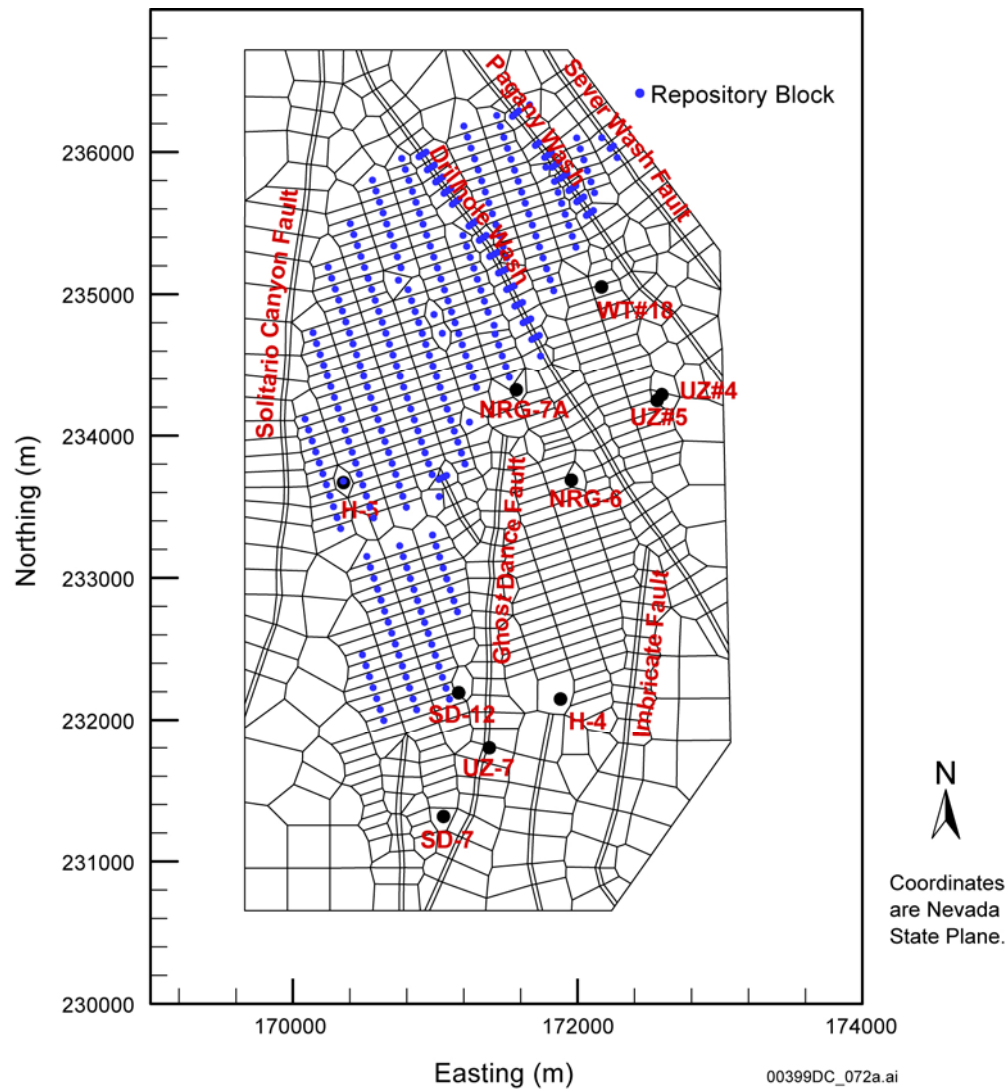 Pagany Wash
Sever Wash Fault
Repository Block
236000
Drillhole Wash
Solitario Canyon Fault
235000
WT#18
UZ#4
NRG-7A
UZ#5
234000
Northing (m)
H-5
NRG-6
Ghost Dance Fault
233000
Imbricate Fault
SD-12
H-4
232000
UZ-7
N
SD-7
231000
Coordinates
are Nevada
State Plane.
230000
170000
172000
174000
Easting (m)
00399DC_072a.ai